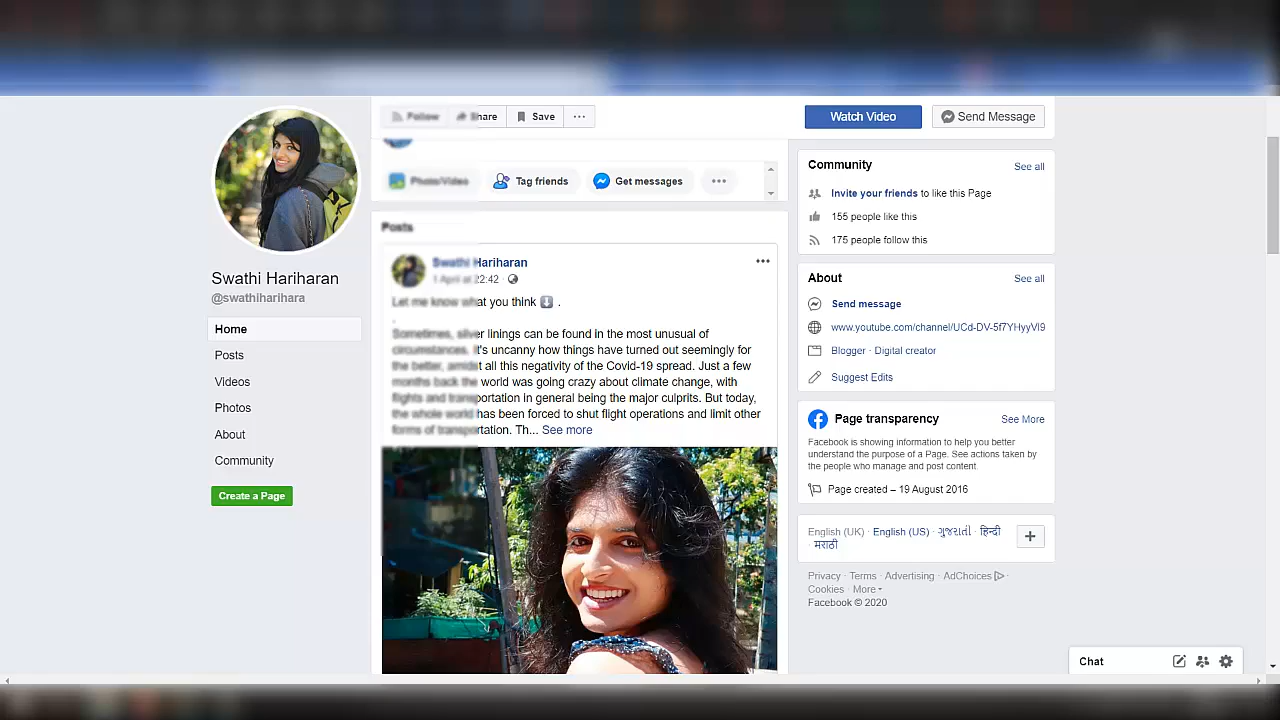 Follow
Share
Save
Watch Video
Send Message
Photo/Video
Tag friends
Get messages
Swathi Hariharan
@swathiharihara
Home
Posts
Videos
Photos
About
Community
Create a Page
Posts
Swathi Hariharan
1 April at 22:42 ·
Let me know what you think ⬇️ .
.
Sometimes, silver linings can be found in the most unusual of
circumstances. It's uncanny how things have turned out seemingly for
the better, amidst all this negativity of the Covid-19 spread. Just a few
months back the world was going crazy about climate change, with
flights and transportation in general being the major culprits. But today,
the whole world has been forced to shut flight operations and limit other
forms of transportation. Th... See more
Community
See all
Invite your friends to like this Page
155 people like this
175 people follow this
About
See all
Send message
www.youtube.com/channel/UCd-DV-5f7YHyyVI9
Blogger · Digital creator
Suggest Edits
Page transparency
See More
Facebook is showing information to help you better
understand the purpose of a Page. See actions taken by
the people who manage and post content
Page created – 19 August 2016
English (UK) · English (US) · ગુજરાતી · हिन्दी
· मराठी
Privacy · Terms · Advertising · AdChoices ·
Cookies · More
Facebook © 2020
Chat